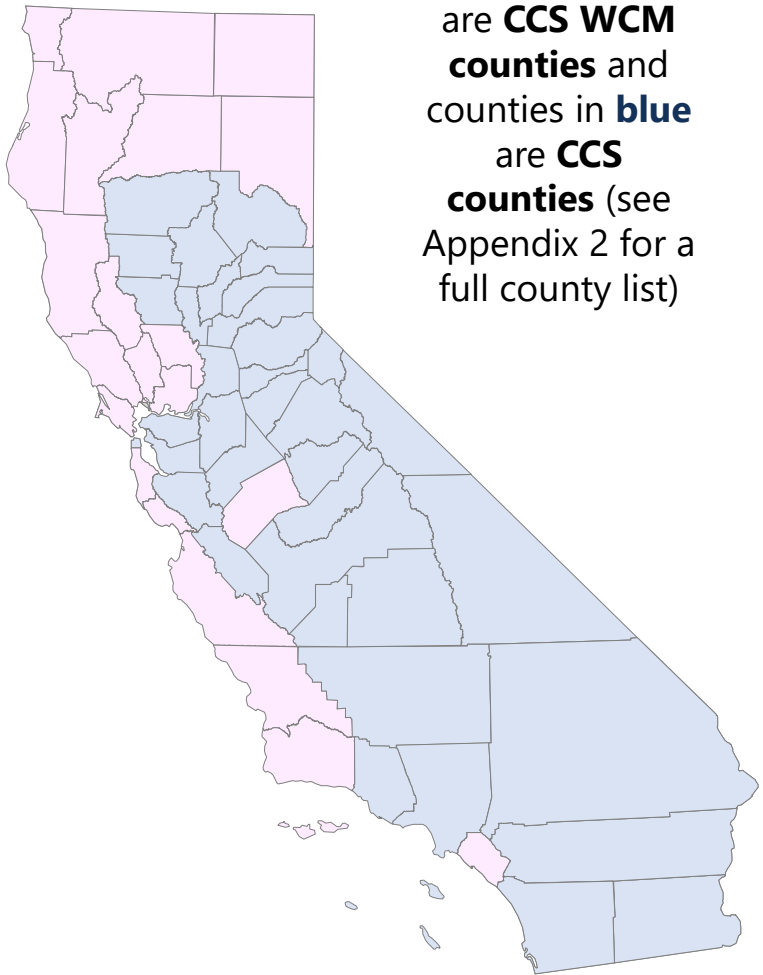 are CCS WCM
counties and
counties in blue
are CCS
counties (see
Appendix 2 for a
full county list)